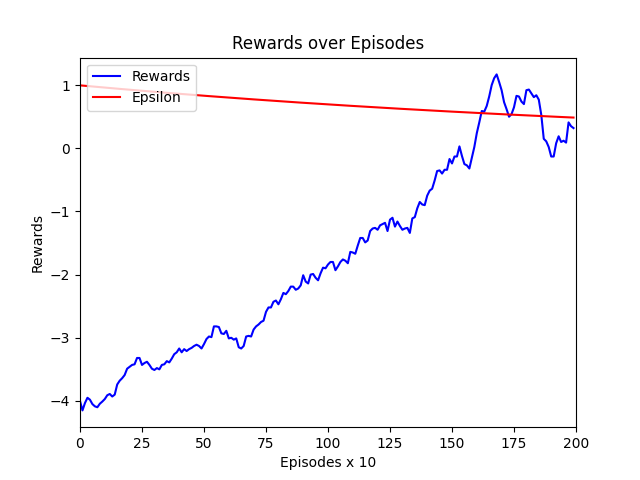 Rewards over Episodes
Rewards
Epsilon
1
0
−1
−2
−3
−4
Rewards
0 25 50 75 100 125 150 175 200
Episodes x 10